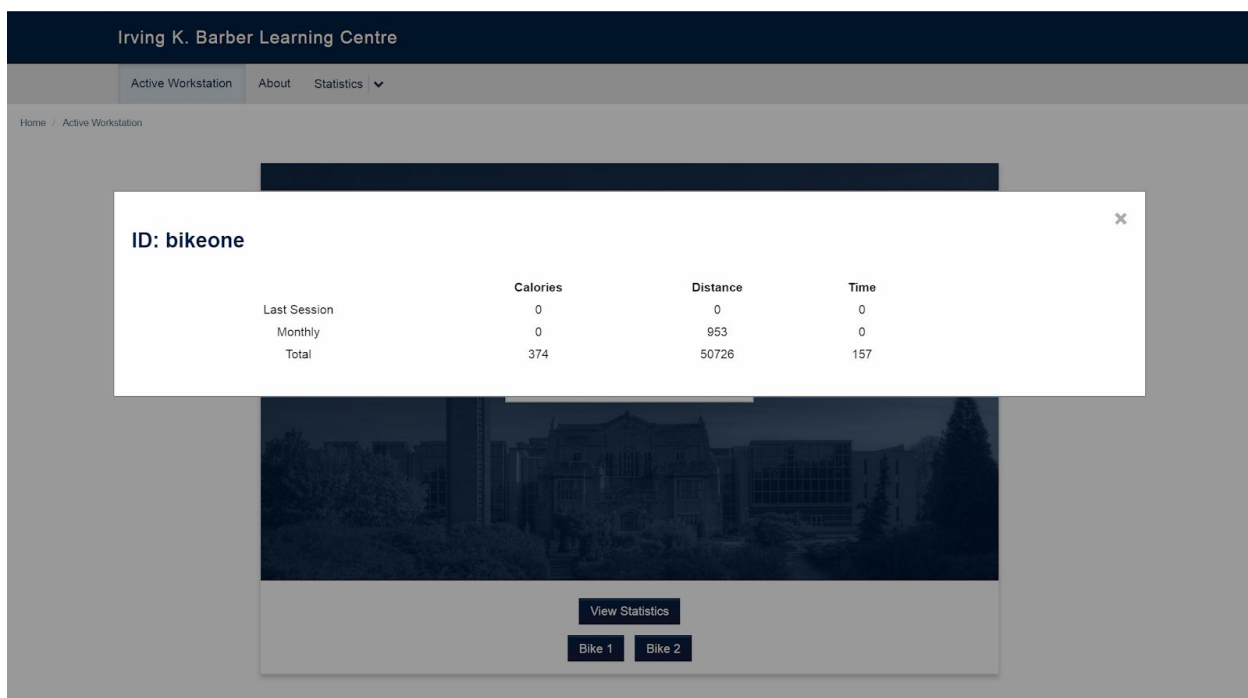 Irving K. Barber Learning Centre
Active Workstation About Statistics
Home / Active Workstation
×
ID: bikeone
Calories Distance Time
Last Session 0 0 0
Monthly 0 953 0
Total 374 50726 157
View Statistics
Bike 1 Bike 2